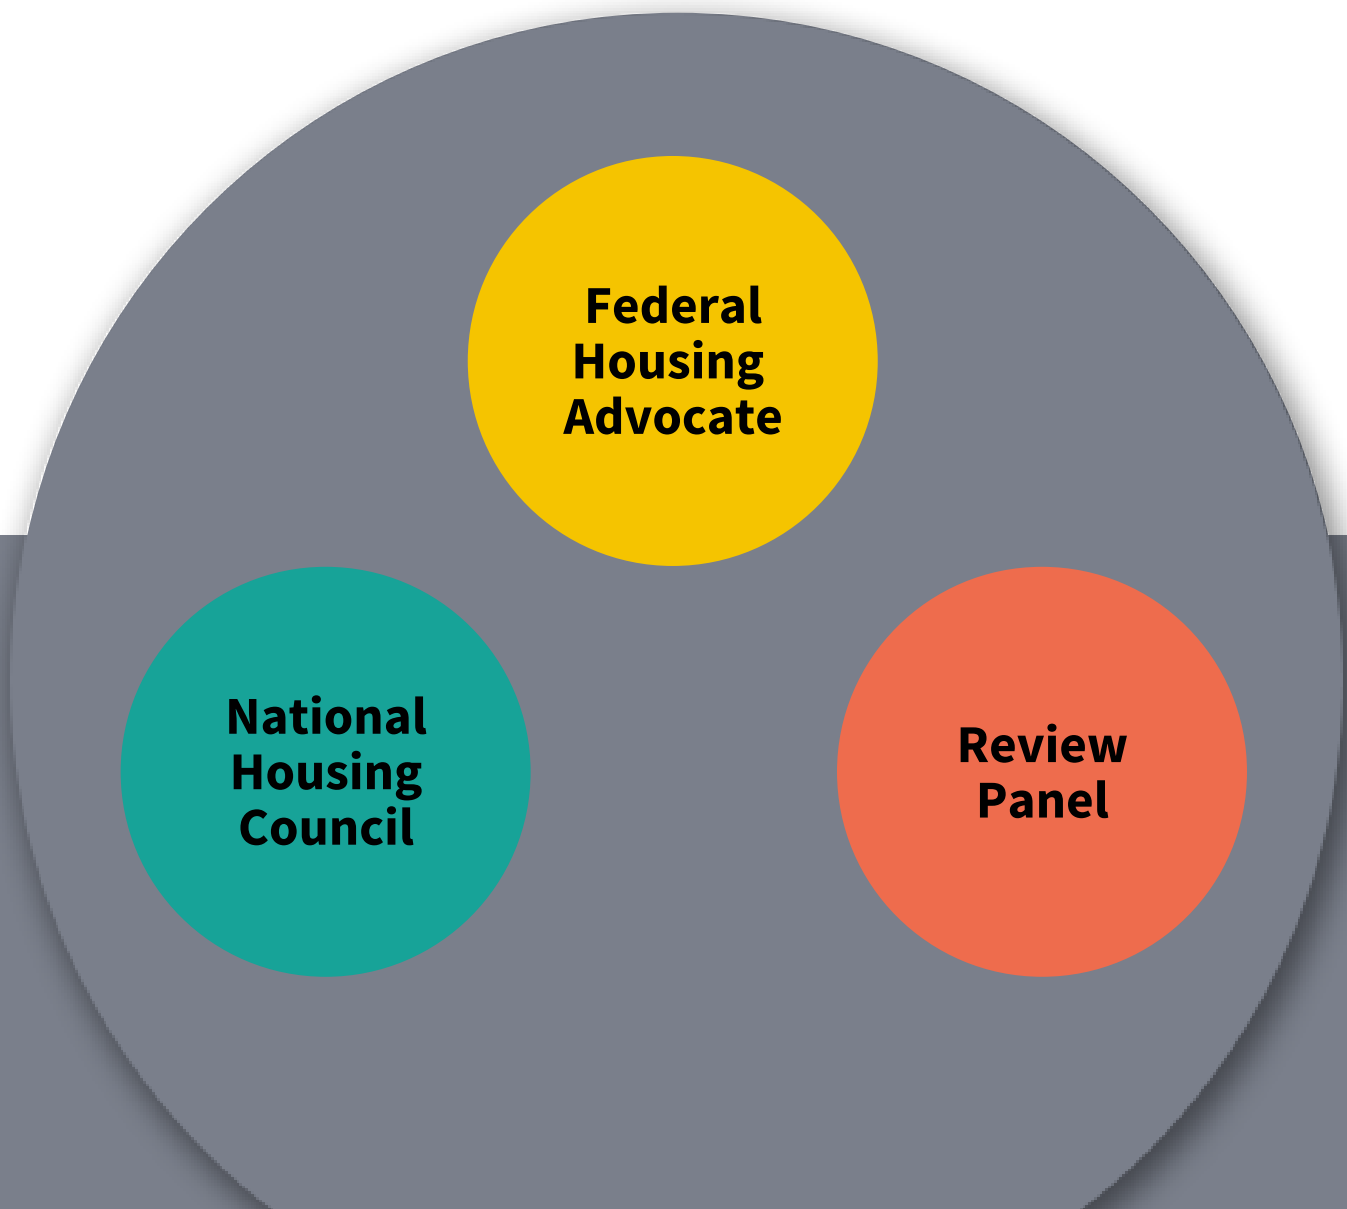 Federal
Housing
Advocate
National
Housing
Council
Review
Panel